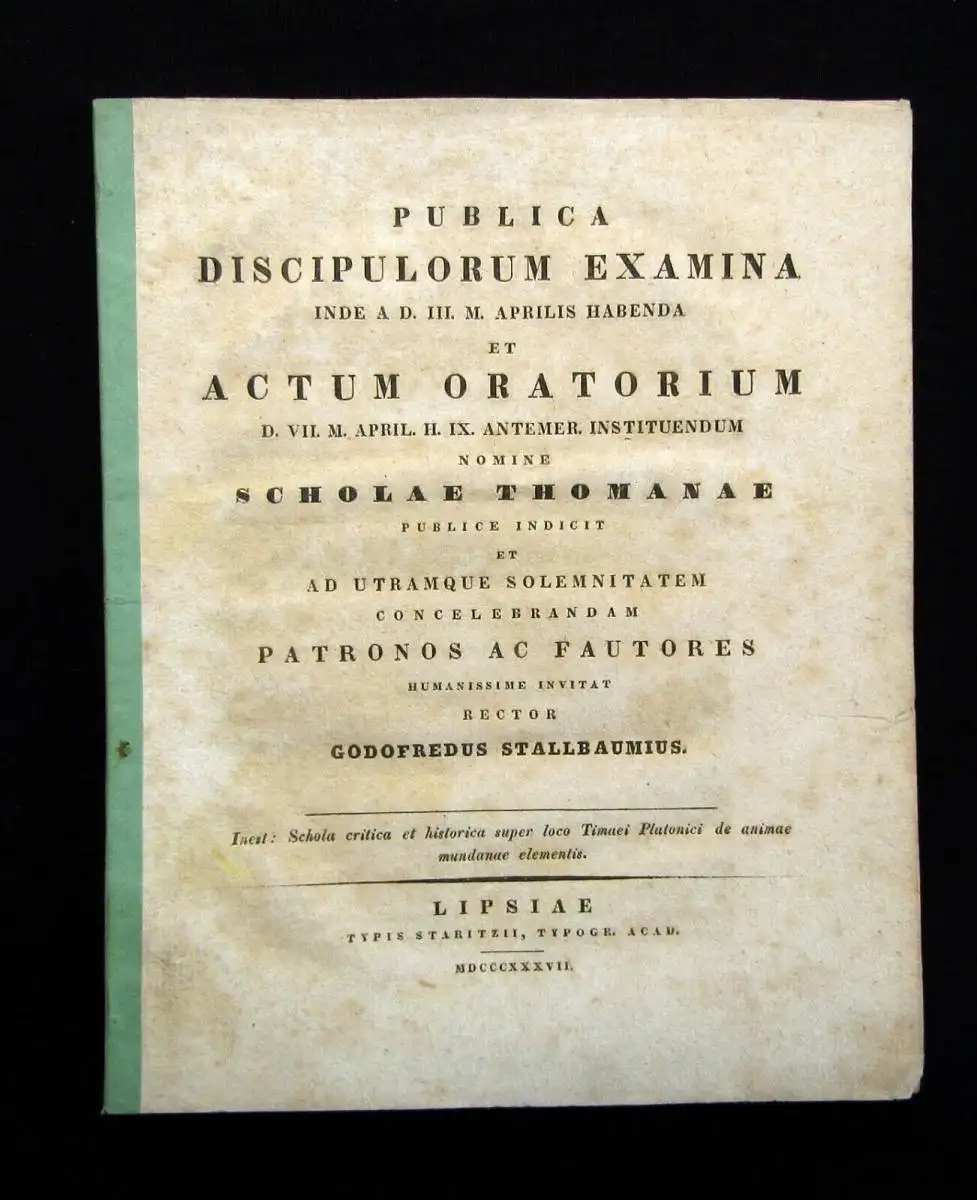 PUBLICA
DISCIPULORUM EXAMINA
INDE A D. III. M. APRILIS HABENDA
ET
ACTUM ORATORIUM
D. VII. M. APRIL. H. IX. ANTEMER. INSTITUENDUM
NOMINE
SCHOLAE THOMANAE
PUBLICE INDICIT
ET
AD UTRAMQUE SOLEMNITATEM
CONCELEBRANDAM
PATRONOS AC FAUTORES
HUMANISSIME INVITAT
RECTOR
GODOFREDUS STALLBAUMIUS.
Inest: Schola critica et historica super loco Timaei Platonici de animae
mundanae elementis.
LIPSIAE
TYPIS STARITZII, TYPOGR. ACAD.
MDCCCXXXVII.